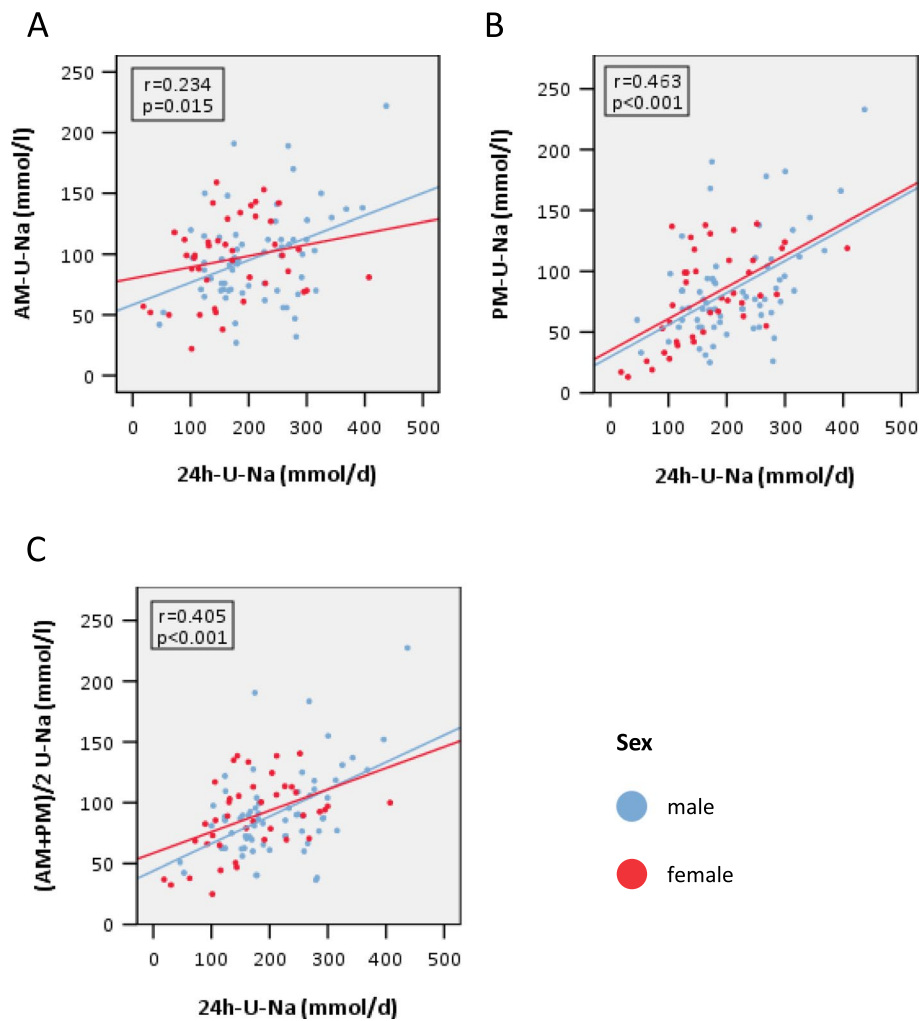 A
r=0.234
p=0.015
AM-U-Na (mmol/l)
250
200
150
100
50
0
0 100 200 300 400 500
24h-U-Na (mmol/d)
B
r=0.463
p<0.001
PM-U-Na (mmol/l)
250
200
150
100
50
0
0 100 200 300 400 500
24h-U-Na (mmol/d)
C
r=0.405
p<0.001
(AM+PM)/2 U-Na (mmol/l)
250
200
150
100
50
0
0 100 200 300 400 500
24h-U-Na (mmol/d)
Sex
male
female